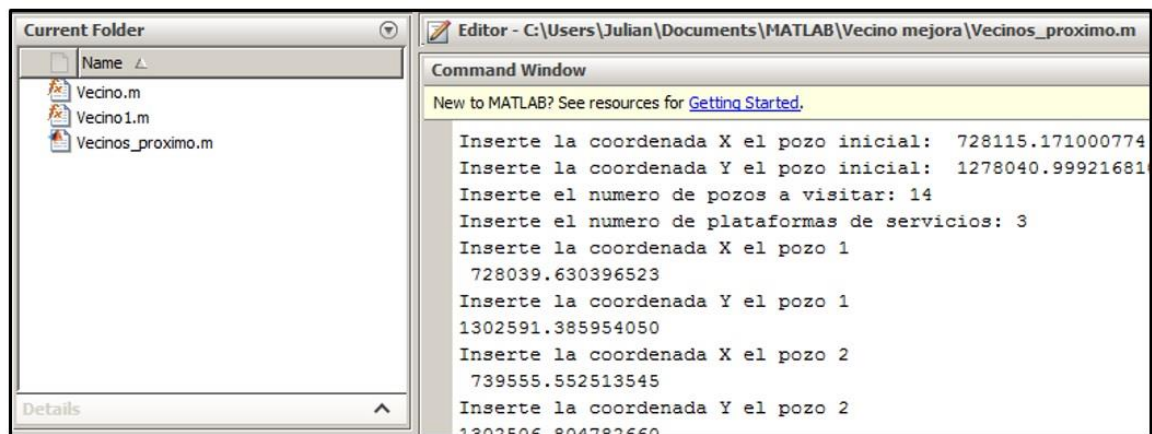 Current Folder
Name
Vecino.m
Vecino1.m
Vecinos_proximo.m
Details
Editor - C:\Users\Julian\Documents\MATLAB\Vecino mejora\Vecinos_proximo.m
Command Window
New to MATLAB? See resources for Getting Started.
Inserte la coordenada X el pozo inicial: 728115.171000774
Inserte la coordenada Y el pozo inicial: 1278040.99921681
Inserte el numero de pozos a visitar: 14
Inserte el numero de plataformas de servicios: 3
Inserte la coordenada X el pozo 1
728039.630396523
Inserte la coordenada Y el pozo 1
1302591.385954050
Inserte la coordenada X el pozo 2
739555.552513545
Inserte la coordenada Y el pozo 2
1302506.804782660